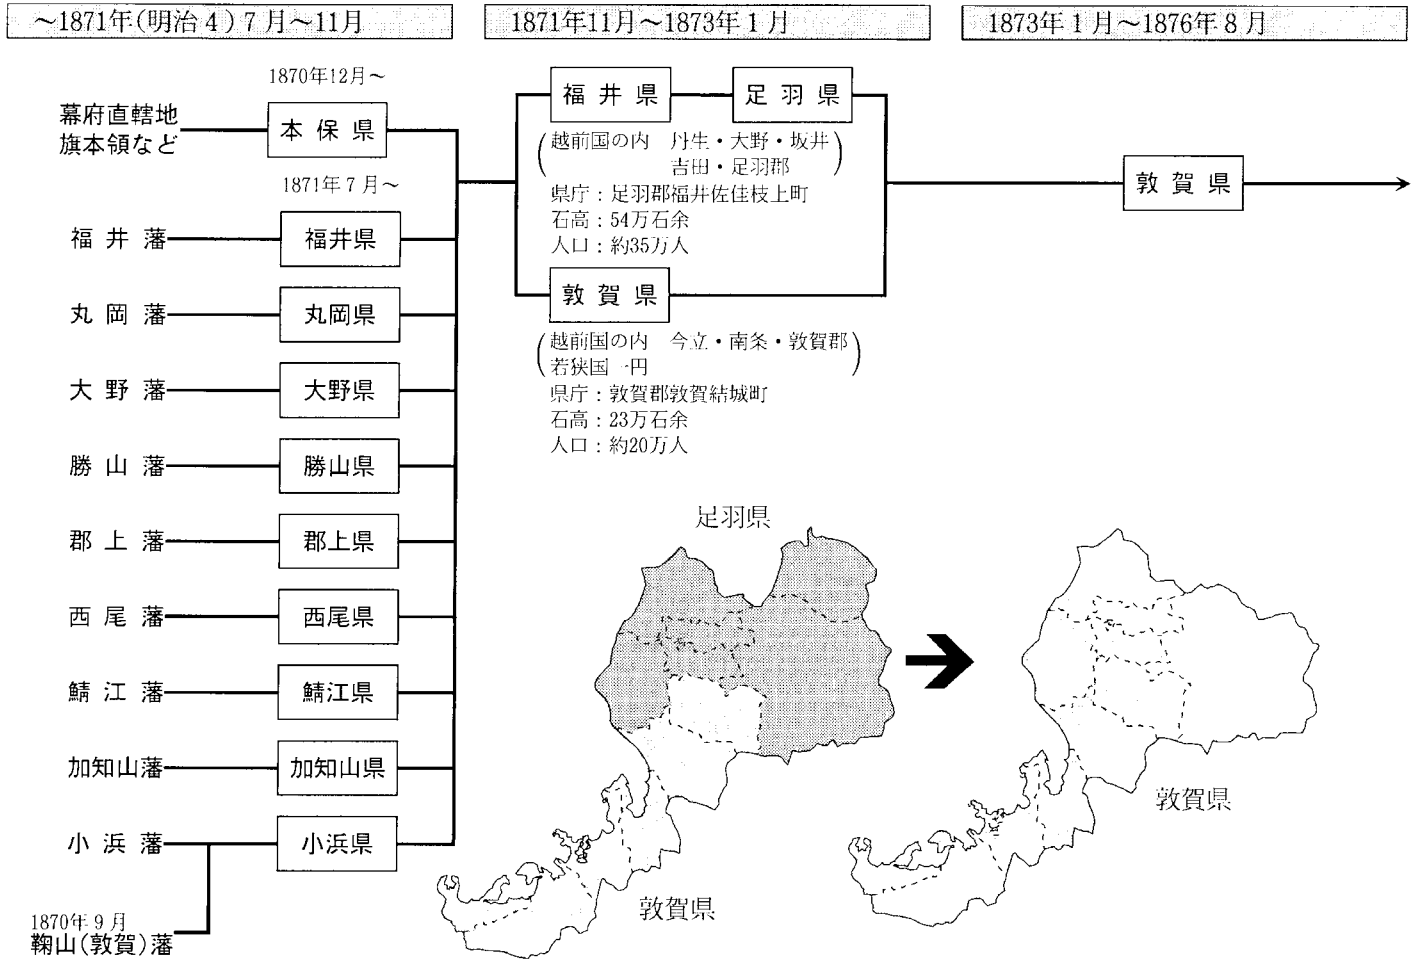 ～1871年(明治4)7月～11月
1871年11月～1873年1月
1873年1月～1876年8月
1870年12月～
幕府直轄地
旗本領など
本保県
1871年7月～
福井藩
福井県
丸岡藩
丸岡県
大野藩
大野県
勝山藩
勝山県
郡上藩
郡上県
西尾藩
西尾県
鯖江藩
鯖江県
加知山藩
加知山県
小浜藩
小浜県
1870年9月
鞠山(敦賀)藩
福井県
足羽県
(越前国の内 丹生・大野・坂井
吉田・足羽郡)
県庁：足羽郡福井佐佳枝上町
石高：54万石余
人口：約35万人
敦賀県
(越前国の内 今立・南条・敦賀郡
若狭国一円)
県庁：敦賀郡敦賀結城町
石高：23万石余
人口：約20万人
敦賀県
足羽県
敦賀県
敦賀県